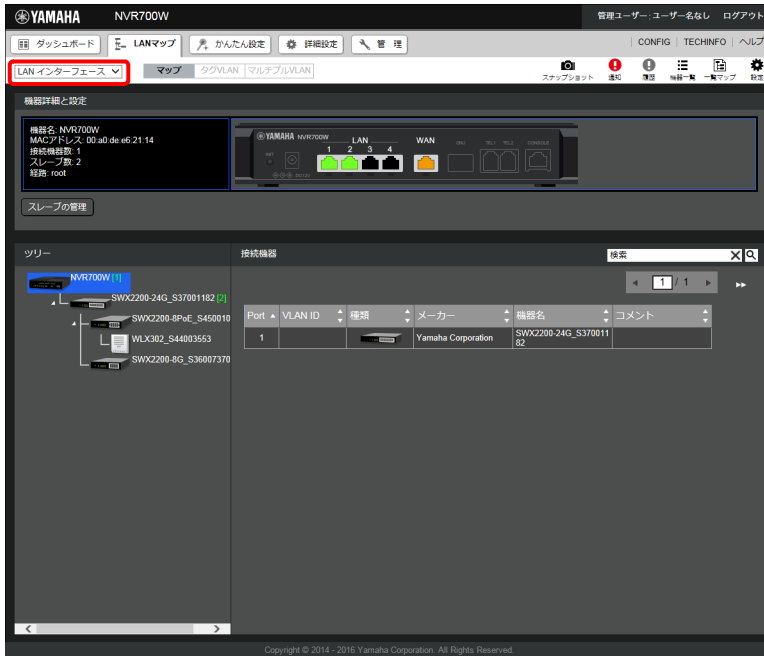 YAMAHA NVR700W 管理ユーザー:ユーザー名なし ログアウト
ダッシュボード LANマップ かんたん設定 詳細設定 管 理 CONFIG TECHINFO ヘルプ
LAN インターフェース マップ タグVLAN マルチプルVLAN スナップショット 通知 履歴 機器一覧 一覧マップ 設定
機器詳細と設定
機器名: NVR700W
MACアドレス: 00:a0:de:e6:21:14
接続機器数: 1
スレーブ数: 2
経路: root
YAMAHA NVR700W LAN WAN ONU TEL1 TEL2 CONSOLE
1 2 3 4
DC12V
スレーブの管理
ツリー 接続機器 検索
NVR700W [1] 1 / 1
SWX2200-24G_S37001182 [2]
SWX2200-8PoE_S450010
WLX302_S44003553
SWX2200-8G_S36007370
Port VLAN ID 種類 メーカー 機器名 コメント
1 Yamaha Corporation SWX2200-24G_S370011
82
Copyright © 2014 - 2016 Yamaha Corporation. All Rights Reserved.